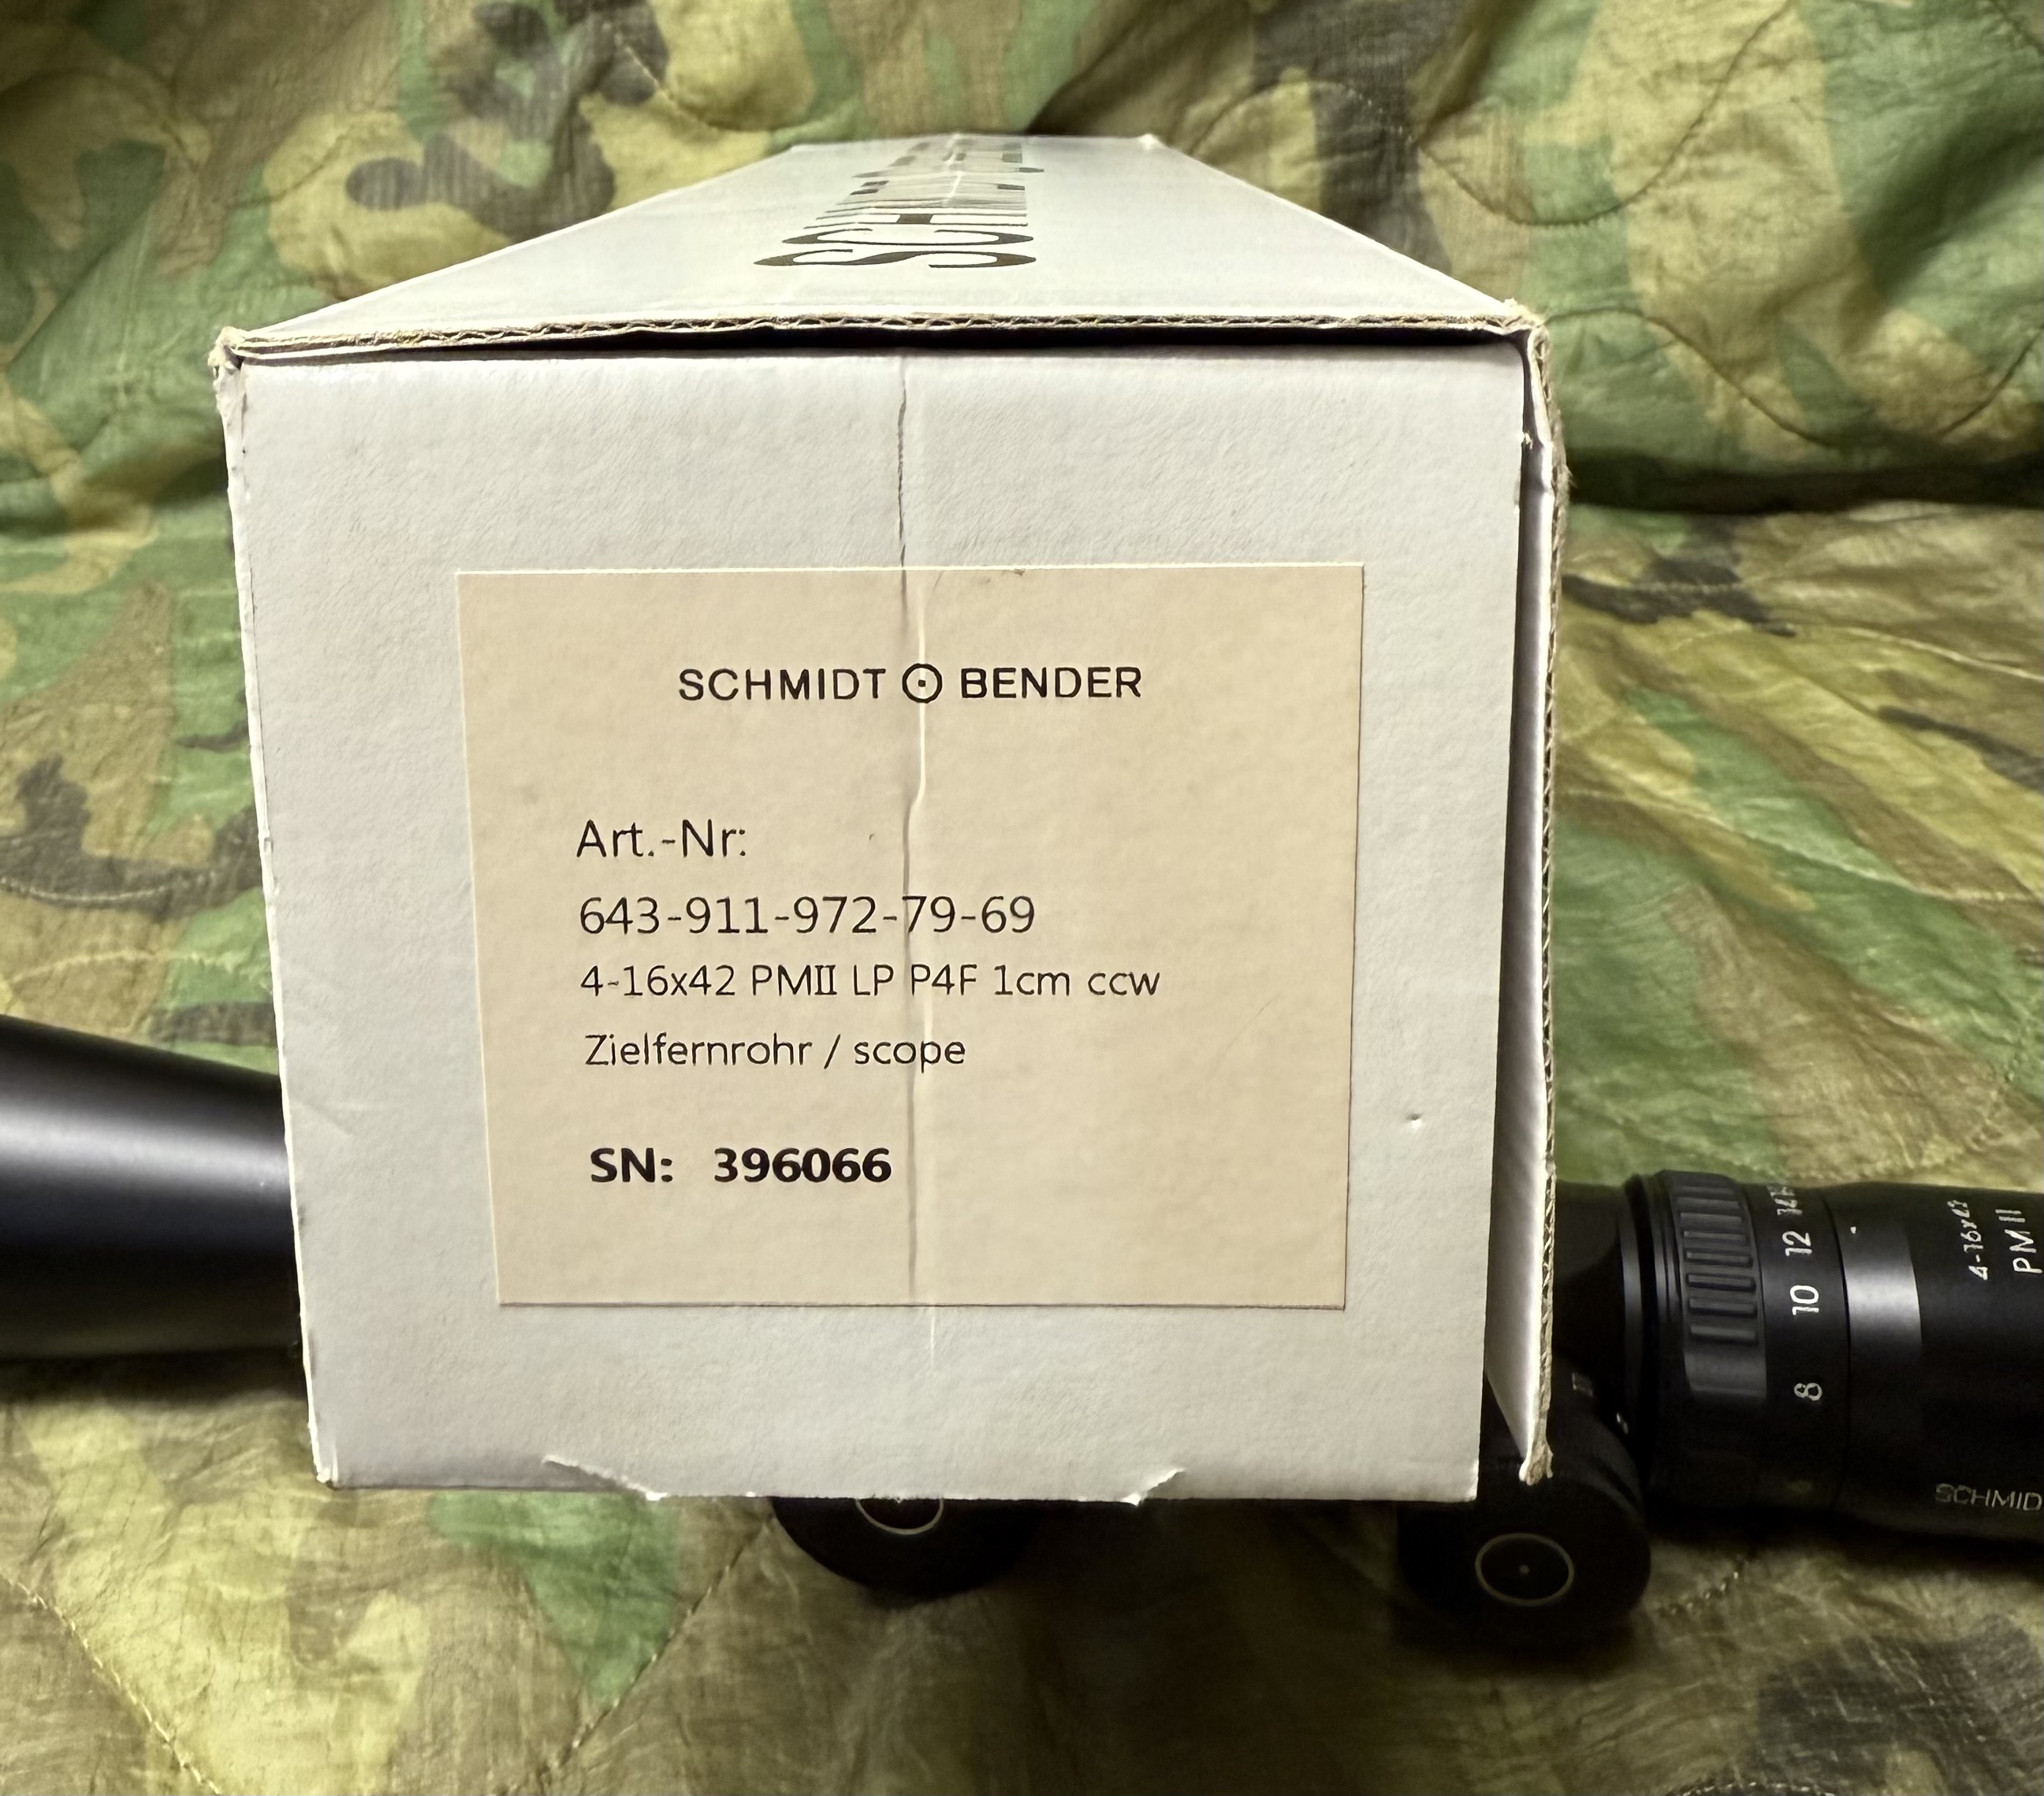 SCHMIDT BENDER
Art.-Nr:
643-911-972-79-69
4-16x42 PMII LP P4F 1cm ccw
Zielfernrohr / scope
SN: 396066
12
10
8
4-16x42
PM II
SCHMID